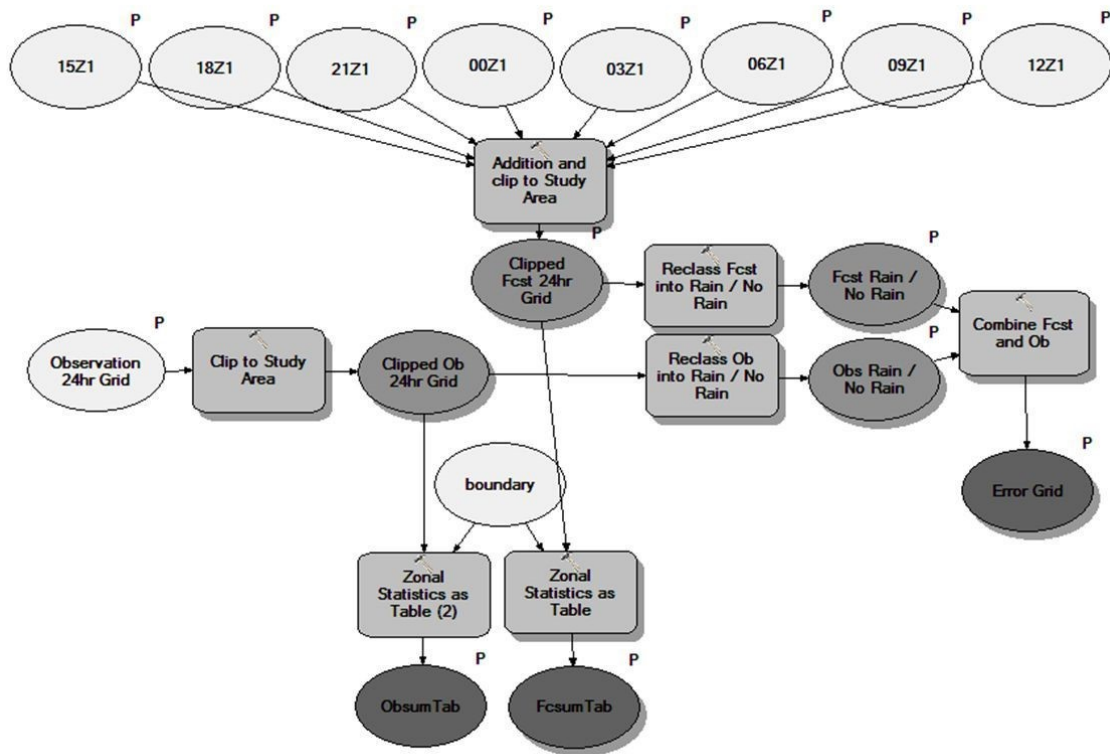 P P P P P P P P
15Z1 18Z1 21Z1 00Z1 03Z1 06Z1 09Z1 12Z1
Addition and
clip to Study
Area
P
Clipped
Fcst 24hr
Grid
Reclass Fcst
into Rain / No
Rain
P
Fcst Rain /
No Rain
Combine Fcst
and Ob
P
Observation
24hr Grid
Clip to Study
Area
Clipped Ob
24hr Grid
Reclass Ob
into Rain / No
Rain
P
Obs Rain /
No Rain
P
Error Grid
boundary
Zonal
Statistics as
Table (2)
Zonal
Statistics as
Table
P
ObsumTab
P
FcsumTab